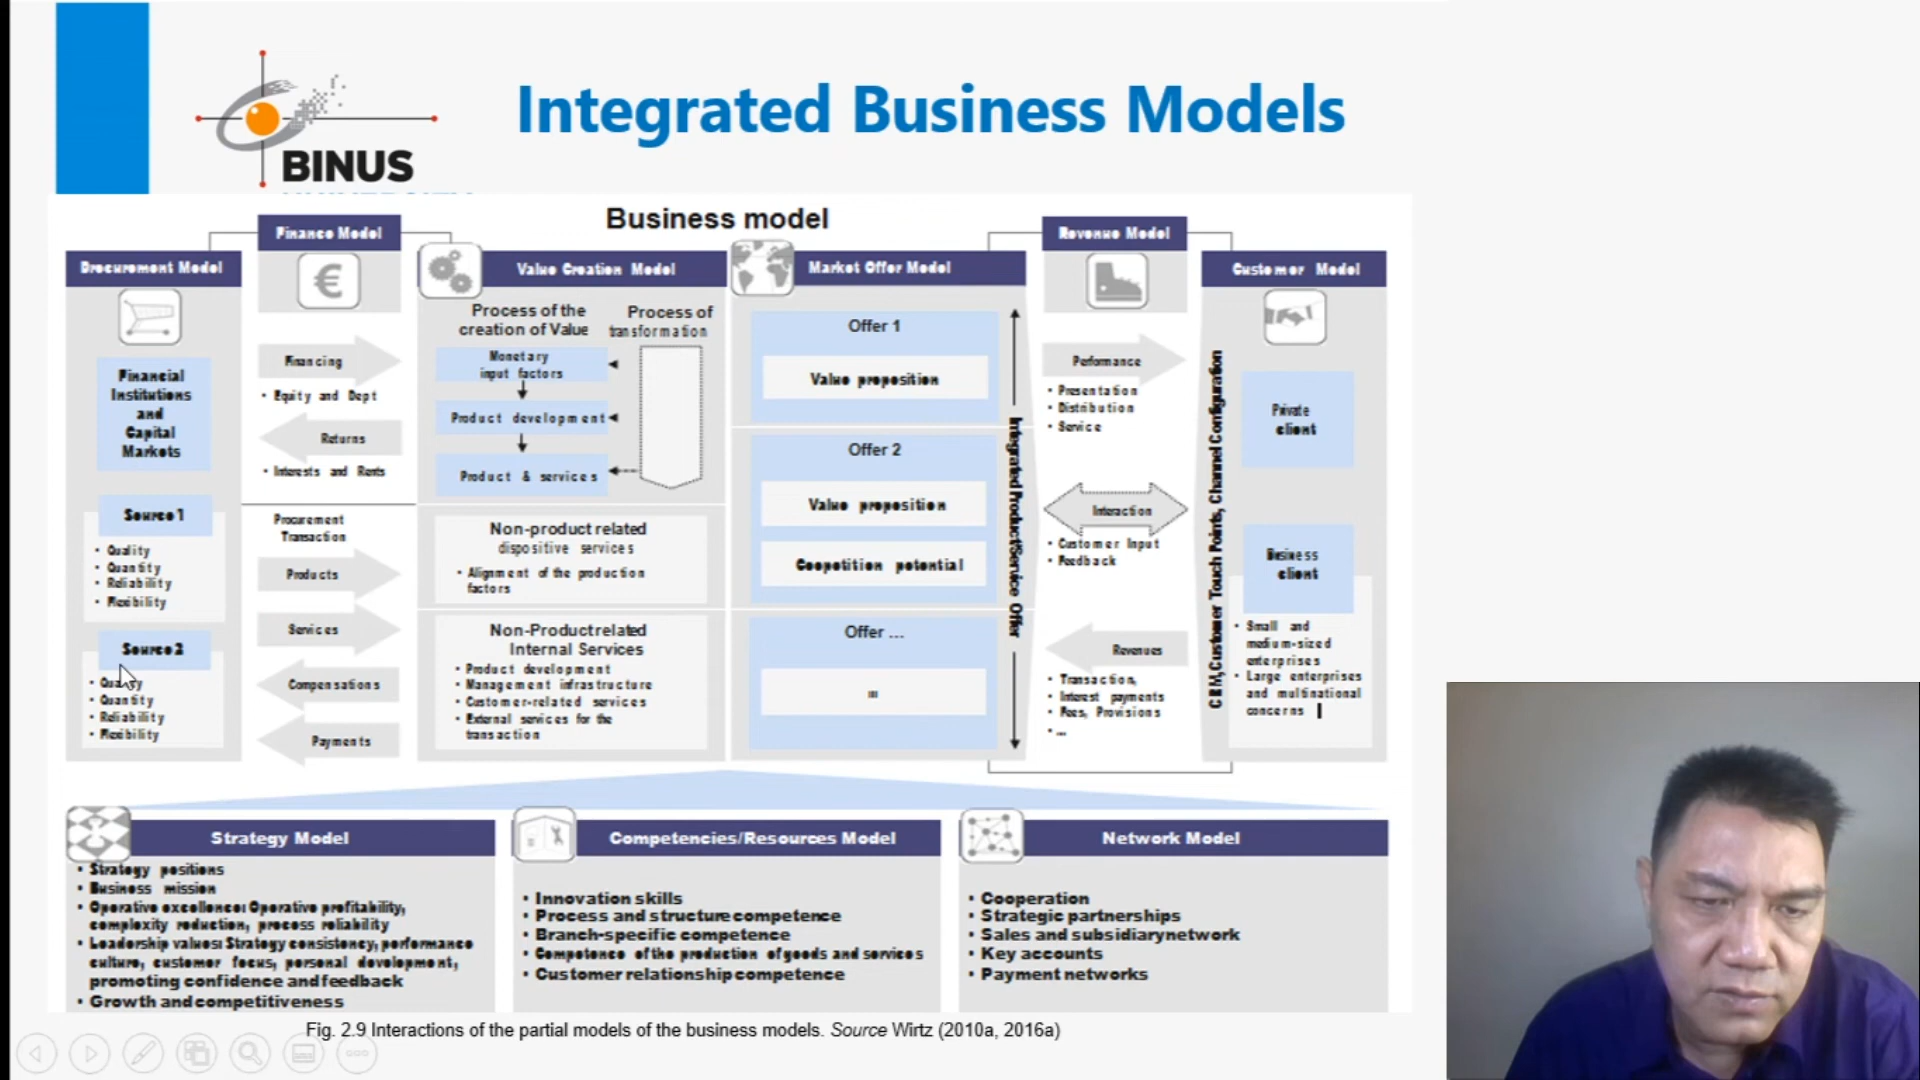 Integrated Business Models
BINUS
Business model
Procurement Model
Financial
Institutions
and
Capital
Markets
Source 1
• Quality
• Quantity
• Reliability
• Flexibility
Source 2
• Quality
• Quantity
• Reliability
• Flexibility
Finance Model
€
Financing
• Equity and Dept
Returns
• Interests and Rents
Procurement
Transaction
Products
Services
Compensations
Payments
Value Creation Model
Process of the
creation of Value
Process of
transformation
Monetary
input factors
Product development
Product & services
Non-product related
dispositive services
• Alignment of the production
factors
Non-Product related
Internal Services
• Product development
• Management infrastructure
• Customer-related services
• External services for the
transaction
Market Offer Model
Offer 1
Value proposition
Offer 2
Value proposition
Coopetition potential
Offer ...
...
Integrated Product/Service Offer
Revenue Model
Performance
• Presentation
• Distribution
• Service
Interaction
• Customer Input
• Feedback
Revenues
• Transaction,
Interest payments
• Fees, Provisions
• ...
CRM, Customer Touch Points, Channel Configuration
Customer Model
Private
client
Business
client
• Small and
medium-sized
enterprises
• Large enterprises
and multinational
concerns
Strategy Model
• Strategy positions
• Business mission
• Operative excellence: Operative profitability,
complexity reduction, process reliability
• Leadership values: Strategy consistency, performance
culture, customer focus, personal development,
promoting confidence and feedback
• Growth and competitiveness
Competencies/Resources Model
• Innovation skills
• Process and structure competence
• Branch-specific competence
• Competence of the production of goods and services
• Customer relationship competence
Network Model
• Cooperation
• Strategic partnerships
• Sales and subsidiary network
• Key accounts
• Payment networks
Fig. 2.9 Interactions of the partial models of the business models. Source Wirtz (2010a, 2016a)